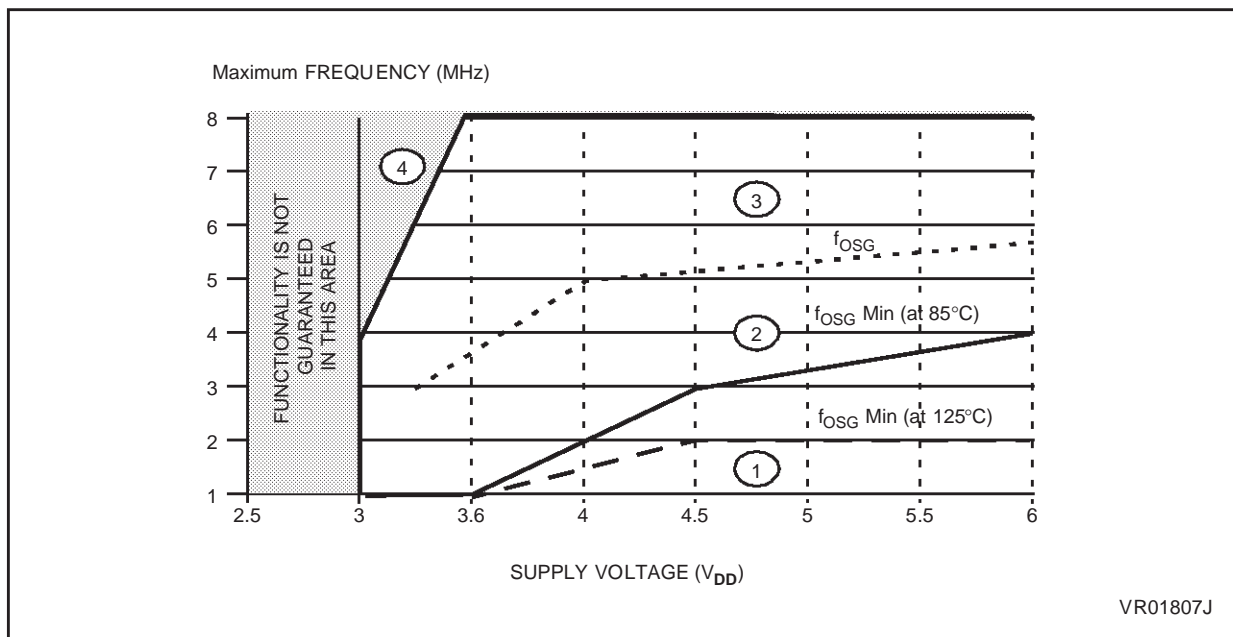 Maximum FREQUENCY (MHz)
8
7
6
5
4
3
2
1
FUNCTIONALITY IS NOT
GUARANTEED
IN THIS AREA
4
3
fOSG
fOSG Min (at 85°C)
2
fOSG Min (at 125°C)
1
2.5 3 3.6 4 4.5 5 5.5 6
SUPPLY VOLTAGE (VDD)
VR01807J